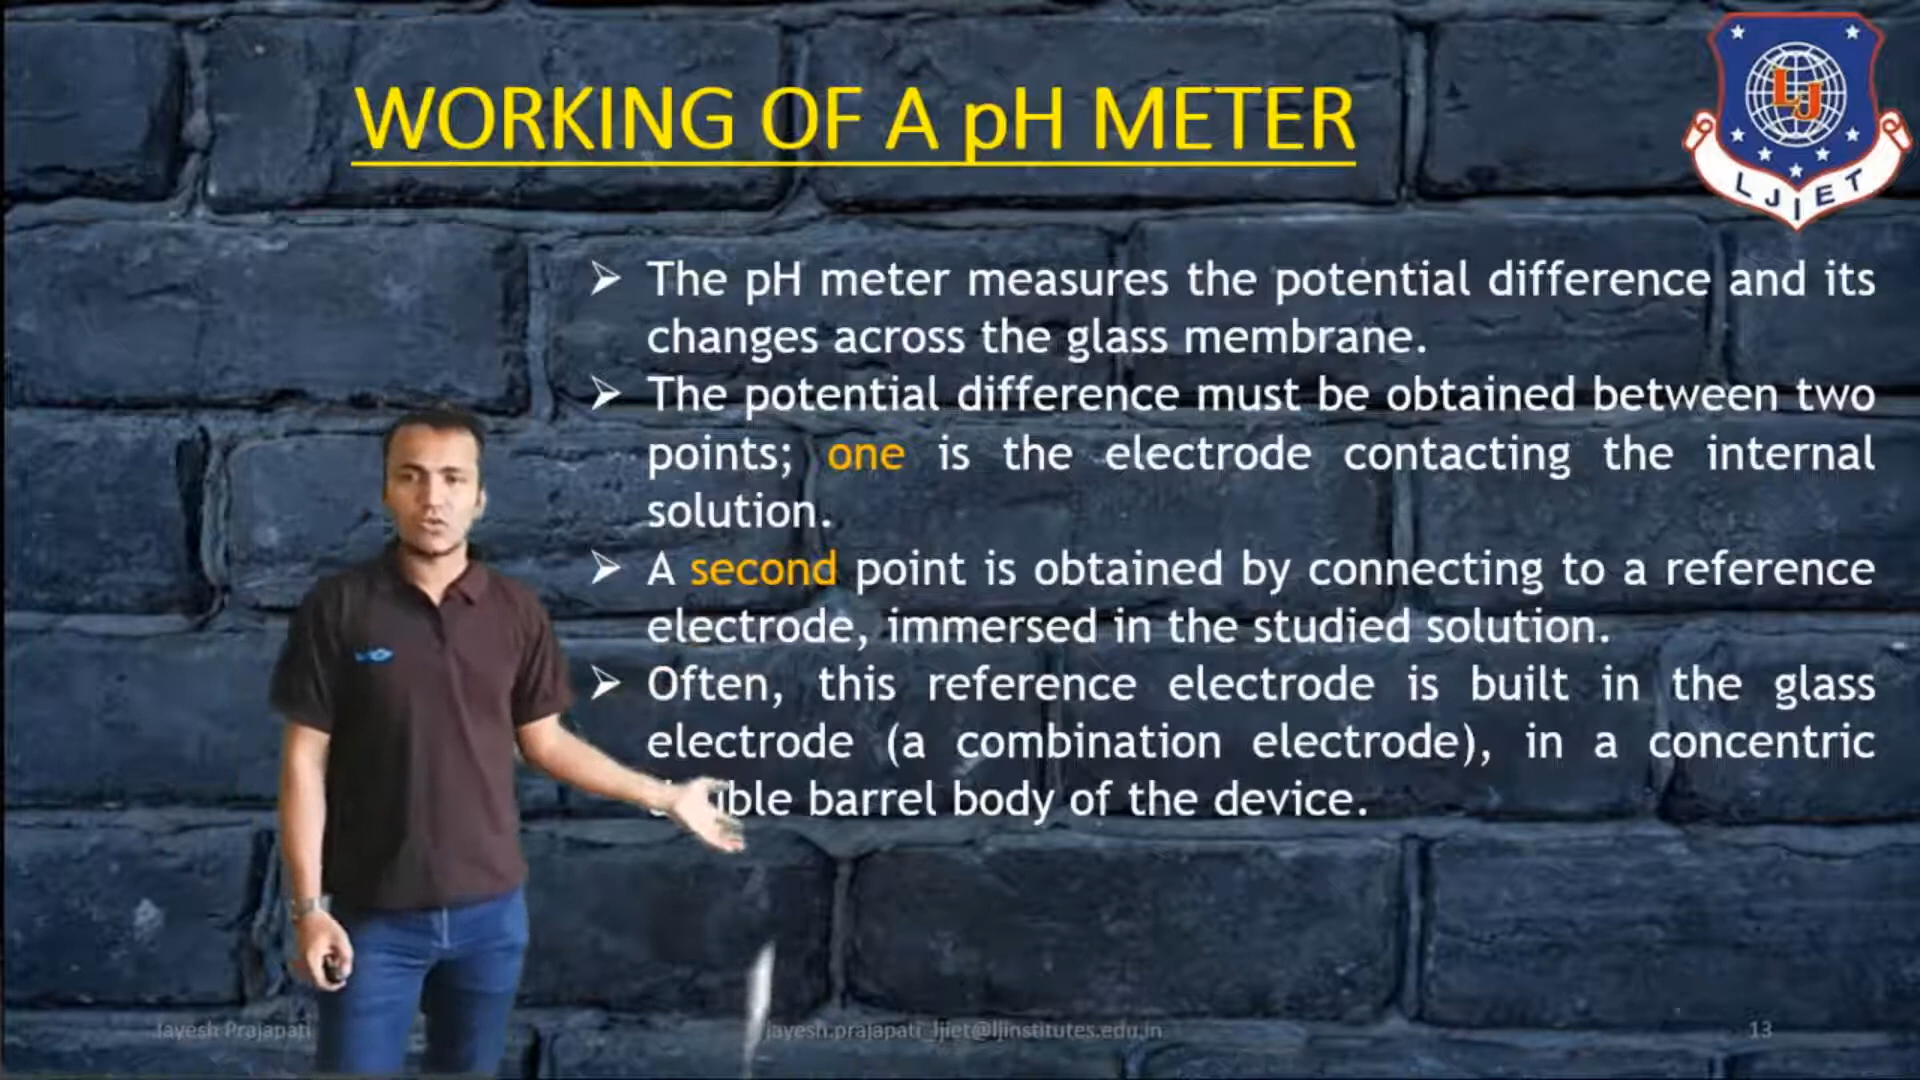 WORKING OF A pH METER
LJ
LJIET
➢ The pH meter measures the potential difference and its
changes across the glass membrane.
➢ The potential difference must be obtained between two
points; one is the electrode contacting the internal
solution.
➢ A second point is obtained by connecting to a reference
electrode, immersed in the studied solution.
➢ Often, this reference electrode is built in the glass
electrode (a combination electrode), in a concentric
barrel body of the device.
Jayesh Prajapati
jayesh.prajapati_ljiet@ljinstitutes.edu.in
13